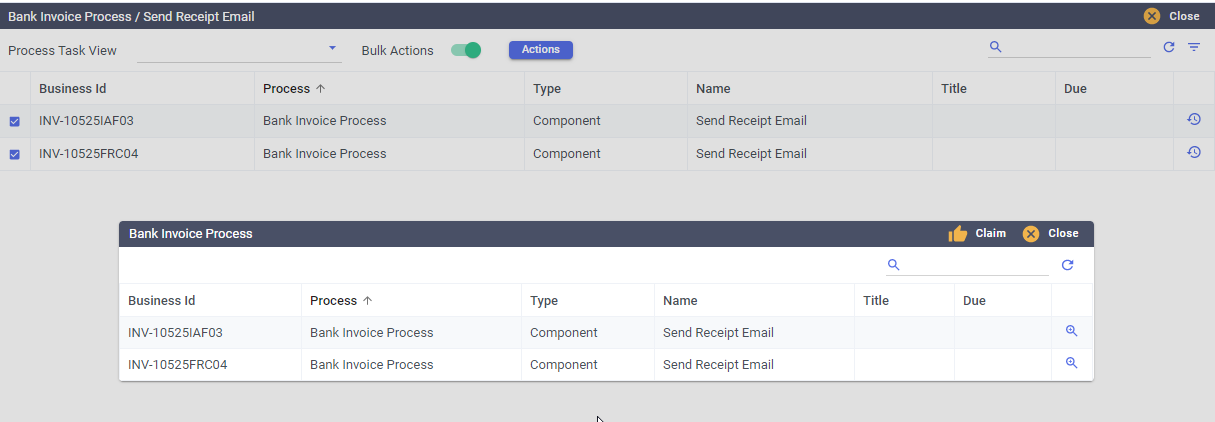 Bank Invoice Process / Send Receipt Email Close
Process Task View Bulk Actions Actions
Business Id Process Type Name Title Due
INV-10525IAF03 Bank Invoice Process Component Send Receipt Email
INV-10525FRC04 Bank Invoice Process Component Send Receipt Email
Bank Invoice Process Claim Close
Business Id Process Type Name Title Due
INV-10525IAF03 Bank Invoice Process Component Send Receipt Email
INV-10525FRC04 Bank Invoice Process Component Send Receipt Email